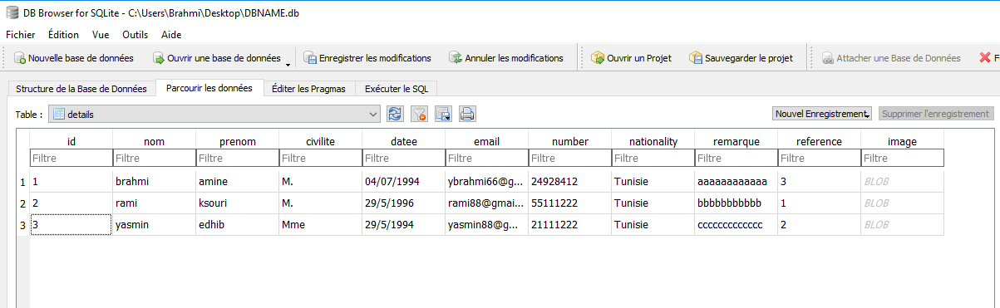 DB Browser for SQLite - C:\Users\Brahmi\Desktop\DBNAME.db
Fichier Édition Vue Outils Aide
Nouvelle base de données Ouvrir une base de données Enregistrer les modifications Annuler les modifications Ouvrir un Projet Sauvegarder le projet Attacher une Base de Données F
Structure de la Base de Données Parcourir les données Éditer les Pragmas Exécuter le SQL
Table : details Nouvel Enregistrement Supprimer l'enregistrement
id nom prenom civilite datee email number nationality remarque reference image
Filtre Filtre Filtre Filtre Filtre Filtre Filtre Filtre Filtre Filtre Filtre
1 1 brahmi amine M. 04/07/1994 ybrahmi66@g... 24928412 Tunisie aaaaaaaaaaaa 3 BLOB
2 2 rami ksouri M. 29/5/1996 rami88@gmai... 55111222 Tunisie bbbbbbbbbbb 1 BLOB
3 3 yasmin edhib Mme 29/5/1994 yasmin88@g... 21111222 Tunisie ccccccccccccc 2 BLOB